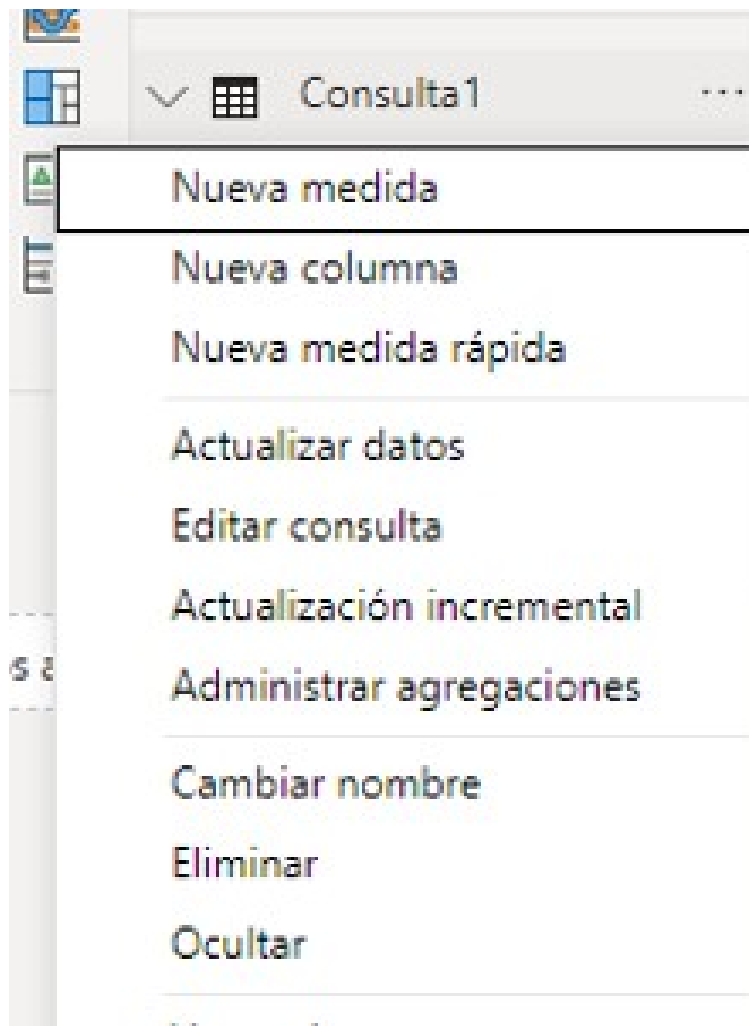 Consulta1
Nueva medida
Nueva columna
Nueva medida rápida
Actualizar datos
Editar consulta
Actualización incremental
Administrar agregaciones
Cambiar nombre
Eliminar
Ocultar